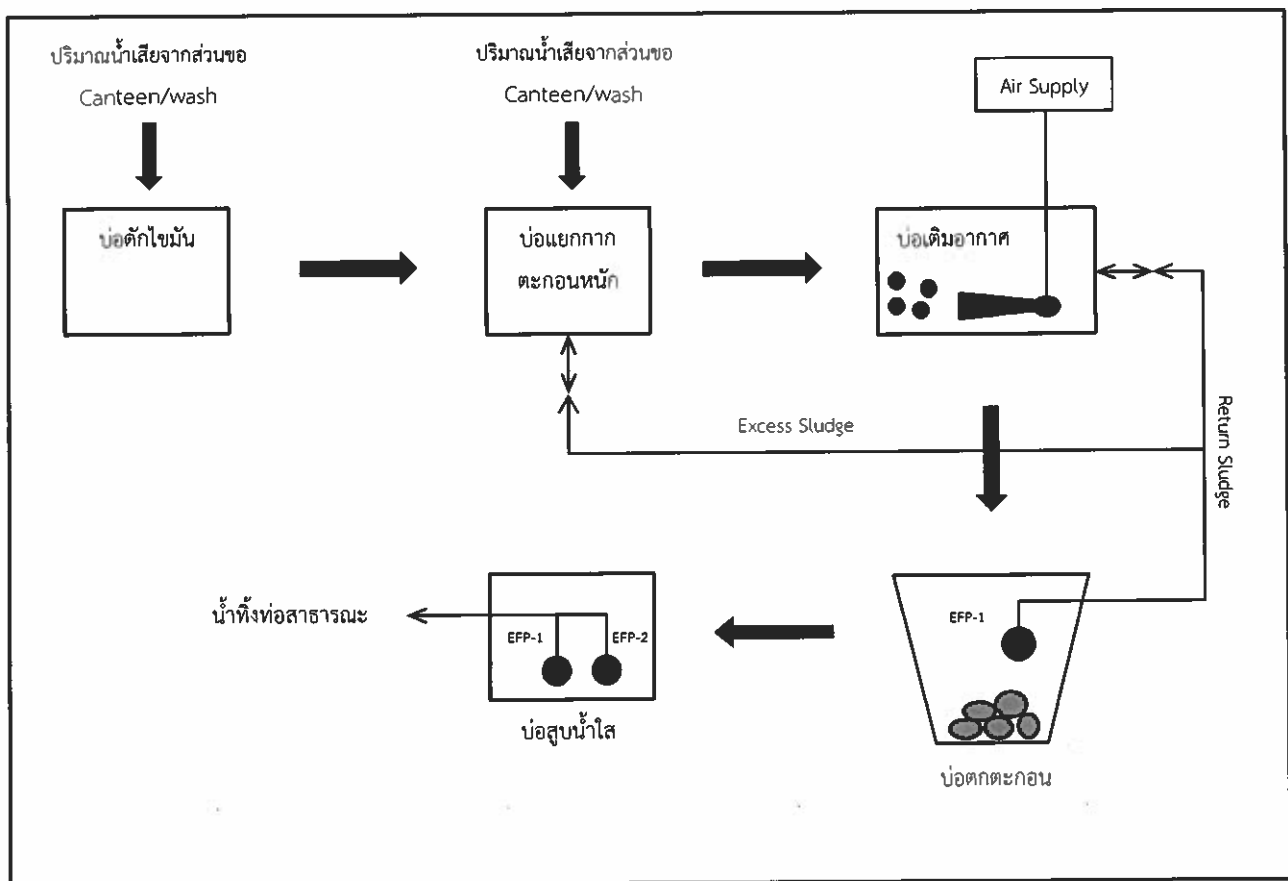 ปริมาณน้ำเสียจากส่วนขอ
Canteen/wash
ปริมาณน้ำเสียจากส่วนขอ
Canteen/wash
Air Supply
บ่อดักไขมัน
บ่อแยกกาก
ตะกอนหนัก
บ่อเติมอากาศ
Excess Sludge
Return Sludge
น้ำทิ้งท่อสาธารณะ
EFP-1
EFP-2
บ่อสูบน้ำใส
EFP-1
บ่อตกตะกอน